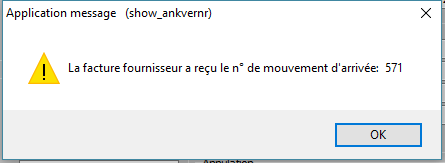 Application message (show_ankvernr)
La facture fournisseur a reçu le n° de mouvement d'arrivée: 571
OK